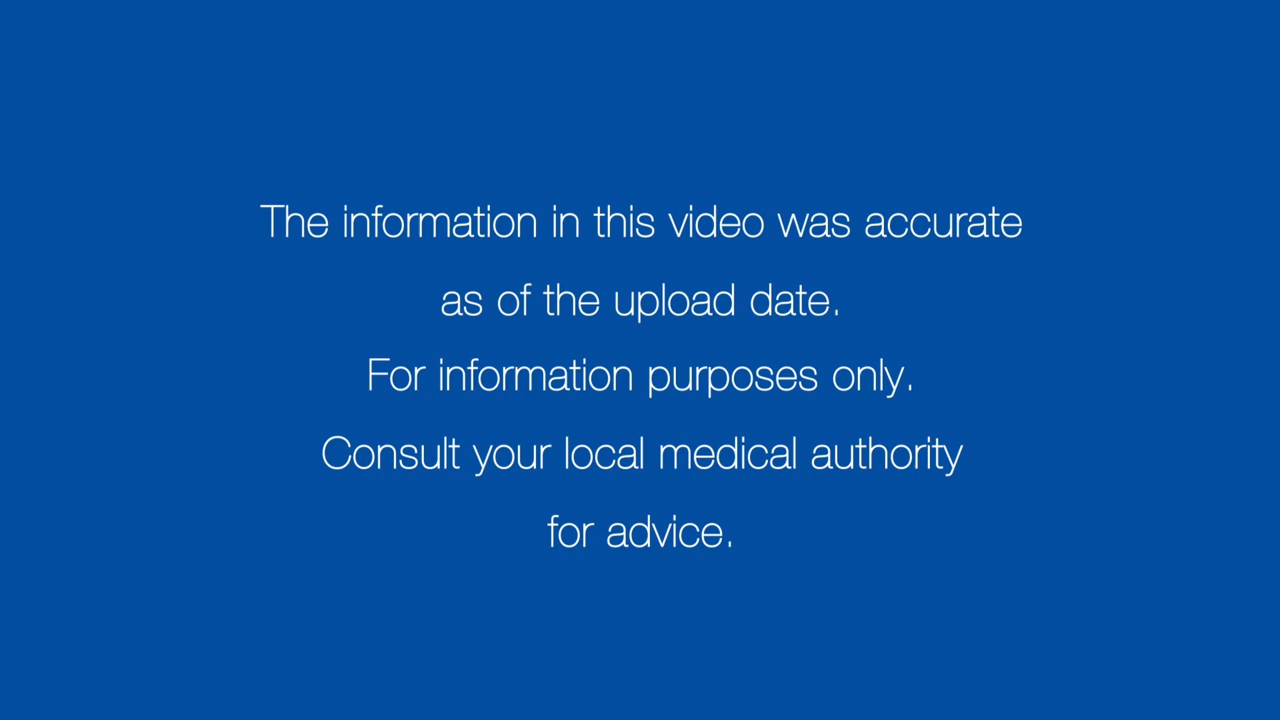 The information in this video was accurate
as of the upload date.
For information purposes only.
Consult your local medical authority
for advice.